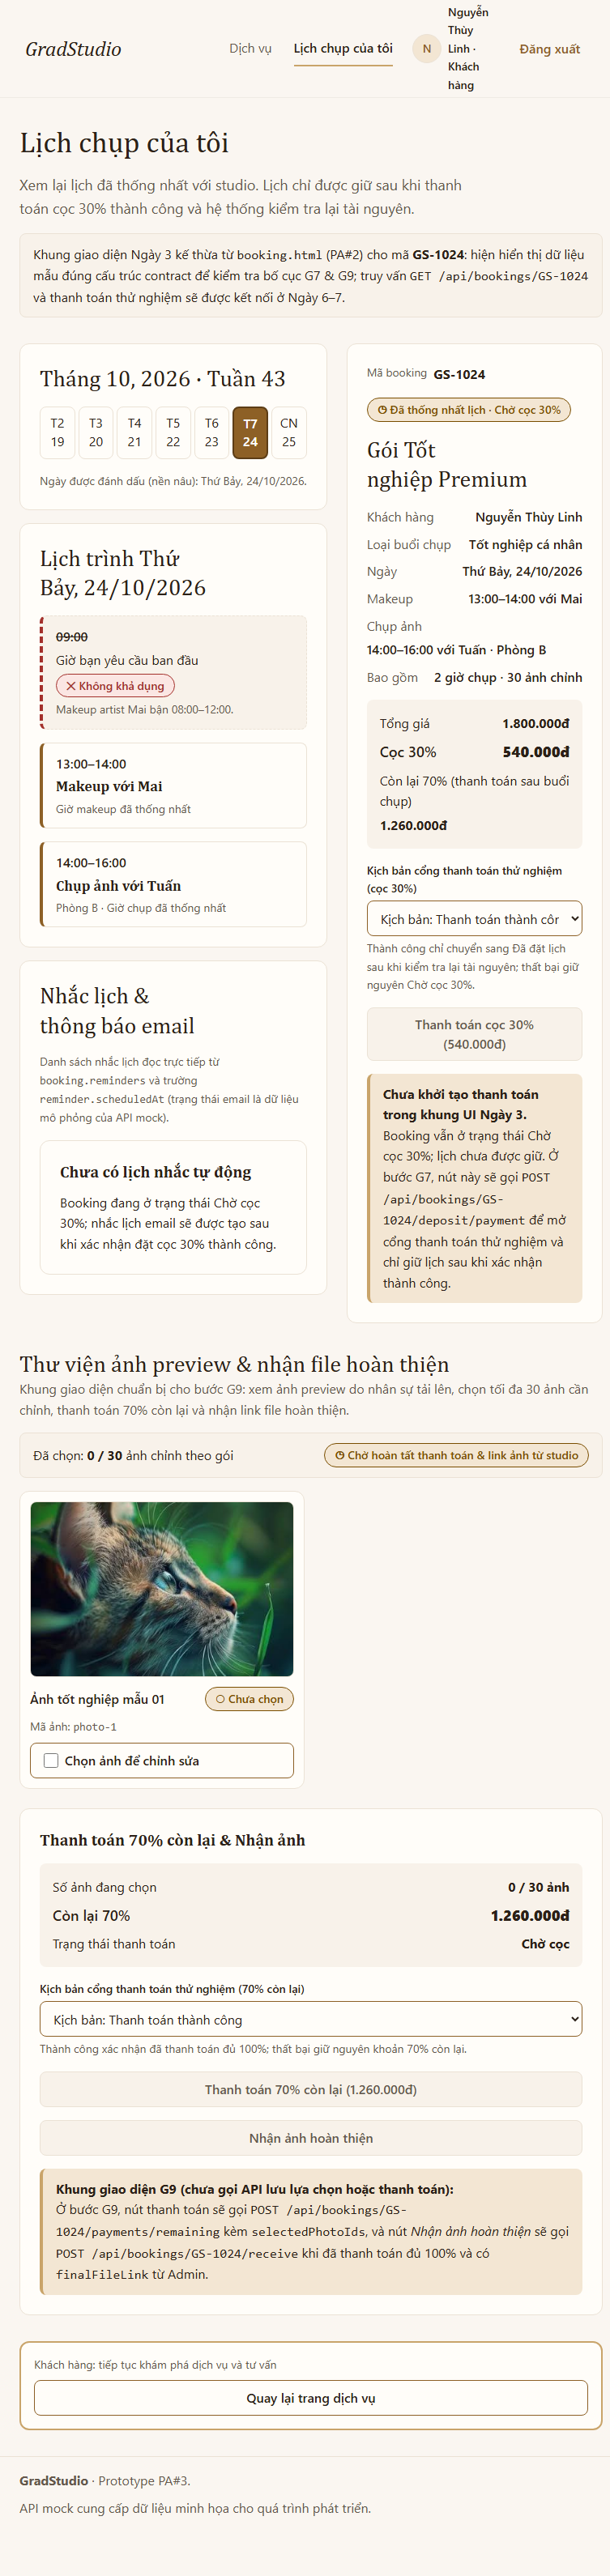 GradStudio
Dịch vụ
Lịch chụp của tôi
N
Nguyễn
Thùy
Linh ·
Khách
hàng
Đăng xuất
Lịch chụp của tôi
Xem lại lịch đã thống nhất với studio. Lịch chỉ được giữ sau khi thanh
toán cọc 30% thành công và hệ thống kiểm tra lại tài nguyên.
Khung giao diện Ngày 3 kế thừa từ booking.html (PA#2) cho mã GS-1024: hiện hiển thị dữ liệu
mẫu đúng cấu trúc contract để kiểm tra bố cục G7 & G9; truy vấn GET /api/bookings/GS-1024
và thanh toán thử nghiệm sẽ được kết nối ở Ngày 6–7.
Tháng 10, 2026 · Tuần 43
T2 T3 T4 T5 T6 T7 CN
19 20 21 22 23 24 25
Ngày được đánh dấu (nền nâu): Thứ Bảy, 24/10/2026.
Lịch trình Thứ
Bảy, 24/10/2026
09:00
Giờ bạn yêu cầu ban đầu
Không khả dụng
Makeup artist Mai bận 08:00–12:00.
13:00–14:00
Makeup với Mai
Giờ makeup đã thống nhất
14:00–16:00
Chụp ảnh với Tuấn
Phòng B · Giờ chụp đã thống nhất
Nhắc lịch &
thông báo email
Danh sách nhắc lịch đọc trực tiếp từ
booking.reminders và trường
reminder.scheduledAt (trạng thái email là dữ liệu
mô phỏng của API mock).
Chưa có lịch nhắc tự động
Booking đang ở trạng thái Chờ cọc
30%; nhắc lịch email sẽ được tạo sau
khi xác nhận đặt cọc 30% thành công.
Mã booking GS-1024
Đã thống nhất lịch · Chờ cọc 30%
Gói Tốt
nghiệp Premium
Khách hàng Nguyễn Thùy Linh
Loại buổi chụp Tốt nghiệp cá nhân
Ngày Thứ Bảy, 24/10/2026
Makeup 13:00–14:00 với Mai
Chụp ảnh
14:00–16:00 với Tuấn · Phòng B
Bao gồm 2 giờ chụp · 30 ảnh chỉnh
Tổng giá 1.800.000đ
Cọc 30% 540.000đ
Còn lại 70% (thanh toán sau buổi
chụp)
1.260.000đ
Kịch bản cổng thanh toán thử nghiệm
(cọc 30%)
Kịch bản: Thanh toán thành côr
Thành công chỉ chuyển sang Đã đặt lịch
sau khi kiểm tra lại tài nguyên; thất bại giữ
nguyên Chờ cọc 30%.
Thanh toán cọc 30%
(540.000đ)
Chưa khởi tạo thanh toán
trong khung UI Ngày 3.
Booking vẫn ở trạng thái Chờ
cọc 30%; lịch chưa được giữ. Ở
bước G7, nút này sẽ gọi POST
/api/bookings/GS-
1024/deposit/payment để mở
cổng thanh toán thử nghiệm và
chỉ giữ lịch sau khi xác nhận
thành công.
Thư viện ảnh preview & nhận file hoàn thiện
Khung giao diện chuẩn bị cho bước G9: xem ảnh preview do nhân sự tải lên, chọn tối đa 30 ảnh cần
chỉnh, thanh toán 70% còn lại và nhận link file hoàn thiện.
Đã chọn: 0 / 30 ảnh chỉnh theo gói
Chờ hoàn tất thanh toán & link ảnh từ studio
Ảnh tốt nghiệp mẫu 01
Chưa chọn
Mã ảnh: photo-1
Chọn ảnh để chỉnh sửa
Thanh toán 70% còn lại & Nhận ảnh
Số ảnh đang chọn 0 / 30 ảnh
Còn lại 70% 1.260.000đ
Trạng thái thanh toán Chờ cọc
Kịch bản cổng thanh toán thử nghiệm (70% còn lại)
Kịch bản: Thanh toán thành công
Thành công xác nhận đã thanh toán đủ 100%; thất bại giữ nguyên khoản 70% còn lại.
Thanh toán 70% còn lại (1.260.000đ)
Nhận ảnh hoàn thiện
Khung giao diện G9 (chưa gọi API lưu lựa chọn hoặc thanh toán):
Ở bước G9, nút thanh toán sẽ gọi POST /api/bookings/GS-
1024/payments/remaining kèm selectedPhotoIds, và nút Nhận ảnh hoàn thiện sẽ gọi
POST /api/bookings/GS-1024/receive khi đã thanh toán đủ 100% và có
finalFileLink từ Admin.
Khách hàng: tiếp tục khám phá dịch vụ và tư vấn
Quay lại trang dịch vụ
GradStudio · Prototype PA#3.
API mock cung cấp dữ liệu minh họa cho quá trình phát triển.